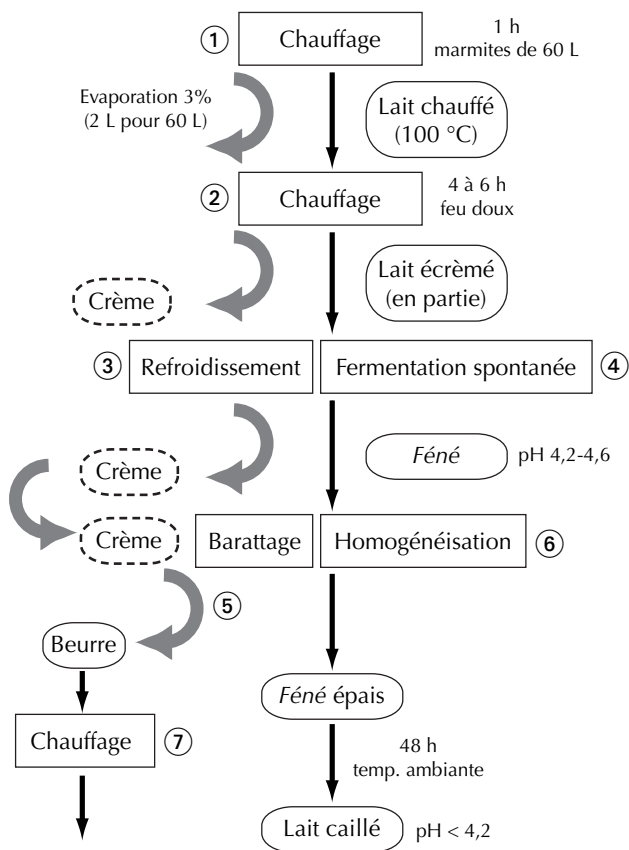 ① Chauffage
1 h
marmites de 60 L
Evaporation 3%
(2 L pour 60 L)
Lait chauffé
(100 °C)
② Chauffage
4 à 6 h
feu doux
Crème
Lait écrèmé
(en partie)
③ Refroidissement
Fermentation spontanée ④
Crème
Féné
pH 4,2-4,6
Crème
Barattage
Homogénéisation ⑥
⑤
Beurre
Féné épais
Chauffage ⑦
48 h
temp. ambiante
Lait caillé
pH < 4,2